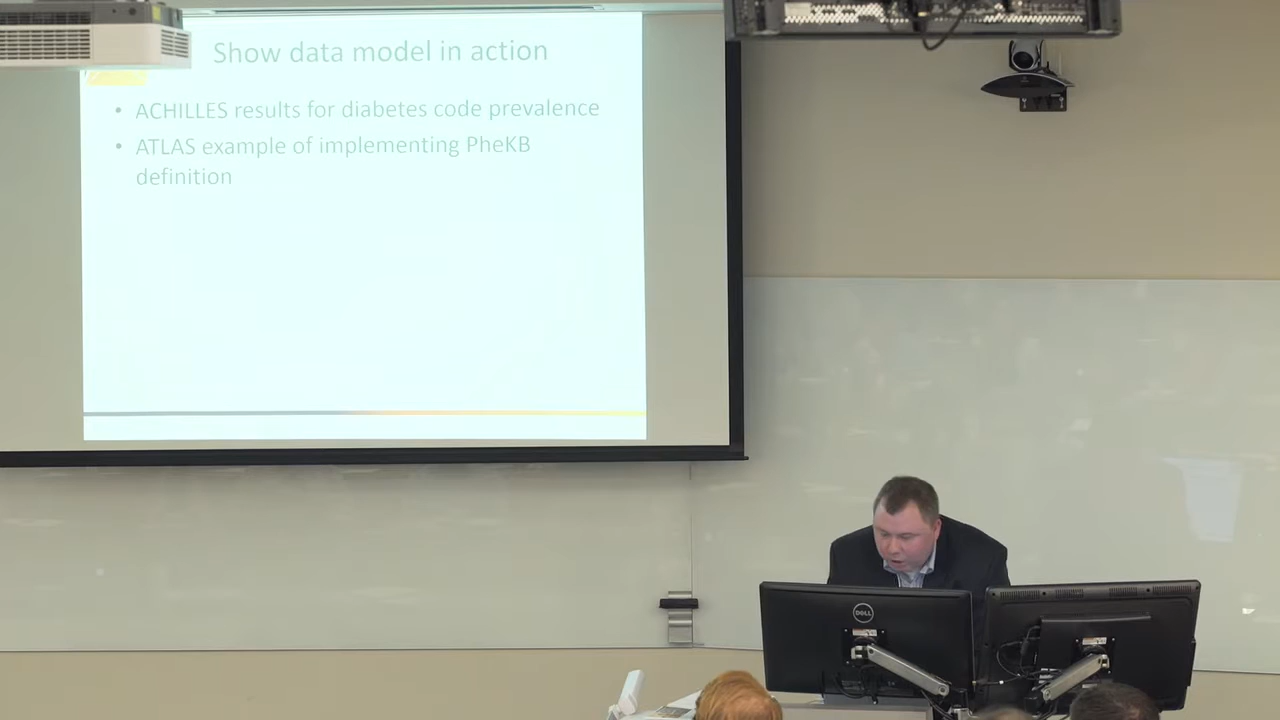 Show data model in action
• ACHILLES results for diabetes code prevalence
• ATLAS example of implementing PheKB
definition
DELL